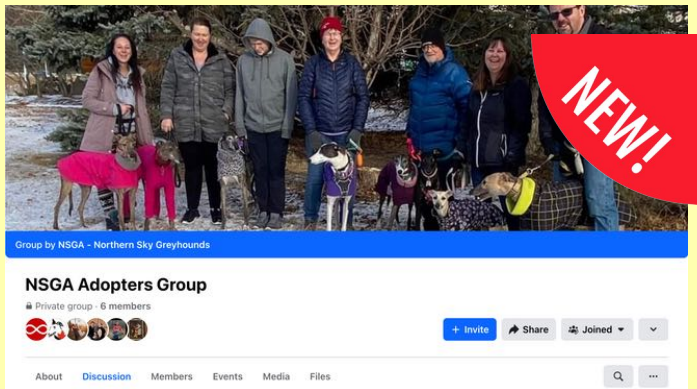 NEW!
Group by NSGA - Northern Sky Greyhounds
NSGA Adopters Group
Private group · 6 members
+ Invite
Share
Joined
About Discussion Members Events Media Files